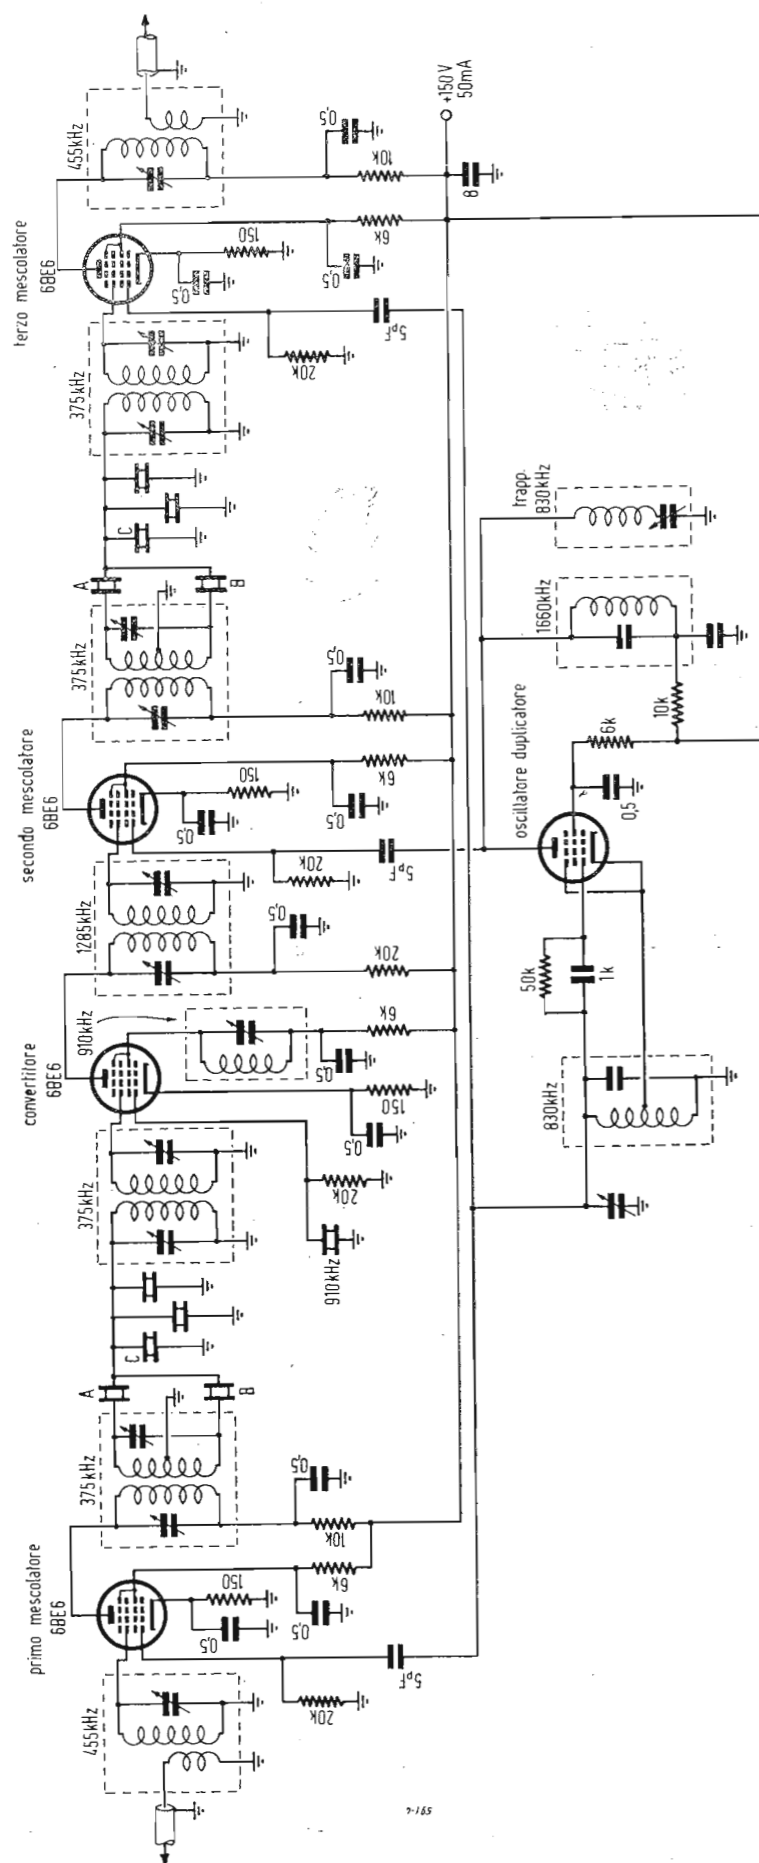 primo mescolatore
6BE6
455kHz
0,5
150
0,5
6k
10k
0,5
20k
5pF
375kHz
A
B
C
375kHz
convertitore
6BE6
910kHz
20k
910kHz
0,5
150
0,5
6k
20k
0,5
1285kHz
secondo mescolatore
6BE6
0,5
150
0,5
6k
10k
0,5
20k
5pF
375kHz
A
B
C
375kHz
terzo mescolatore
6BE6
0,5
150
0,5
6k
10k
0,5
20k
5pF
455kHz
+150V
50mA
8
oscillatore duplicatore
50k
1k
830kHz
0,5
6k
10k
1660kHz
trapp.
830kHz
591-4